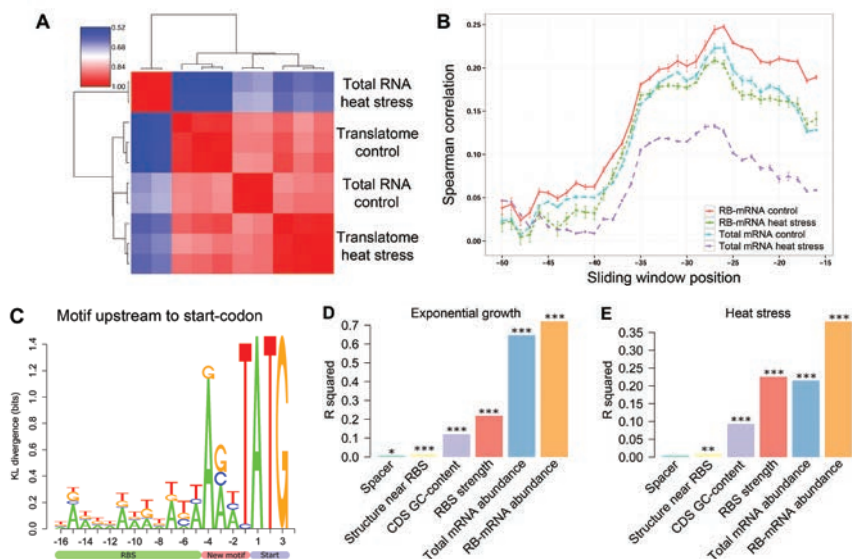 A
0.52
0.68
0.84
1.00
Total RNA
heat stress
Translatome
control
Total RNA
control
Translatome
heat stress
B
Spearman correlation
0.25
0.20
0.15
0.10
0.05
0.00
RB-mRNA control
RB-mRNA heat stress
Total mRNA control
Total mRNA heat stress
-50 -45 -40 -35 -30 -25 -20 -15
Sliding window position
C Motif upstream to start-codon
KL divergence (bits)
1.4
1.2
1.0
0.8
0.6
0.4
0.2
0.0
-16 -14 -12 -10 -8 -6 -4 -2 1 3
RBS New motif Start
D Exponential growth
R squared
0.7
0.6
0.5
0.4
0.3
0.2
0.1
0.0
* *** *** *** *** ***
Spacer
Structure near RBS
CDS GC-content
RBS strength
Total mRNA abundance
RB-mRNA abundance
E Heat stress
R squared
0.35
0.30
0.25
0.20
0.15
0.10
0.05
0.00
** *** *** *** ***
Spacer
Structure near RBS
CDS GC-content
RBS strength
Total mRNA abundance
RB-mRNA abundance